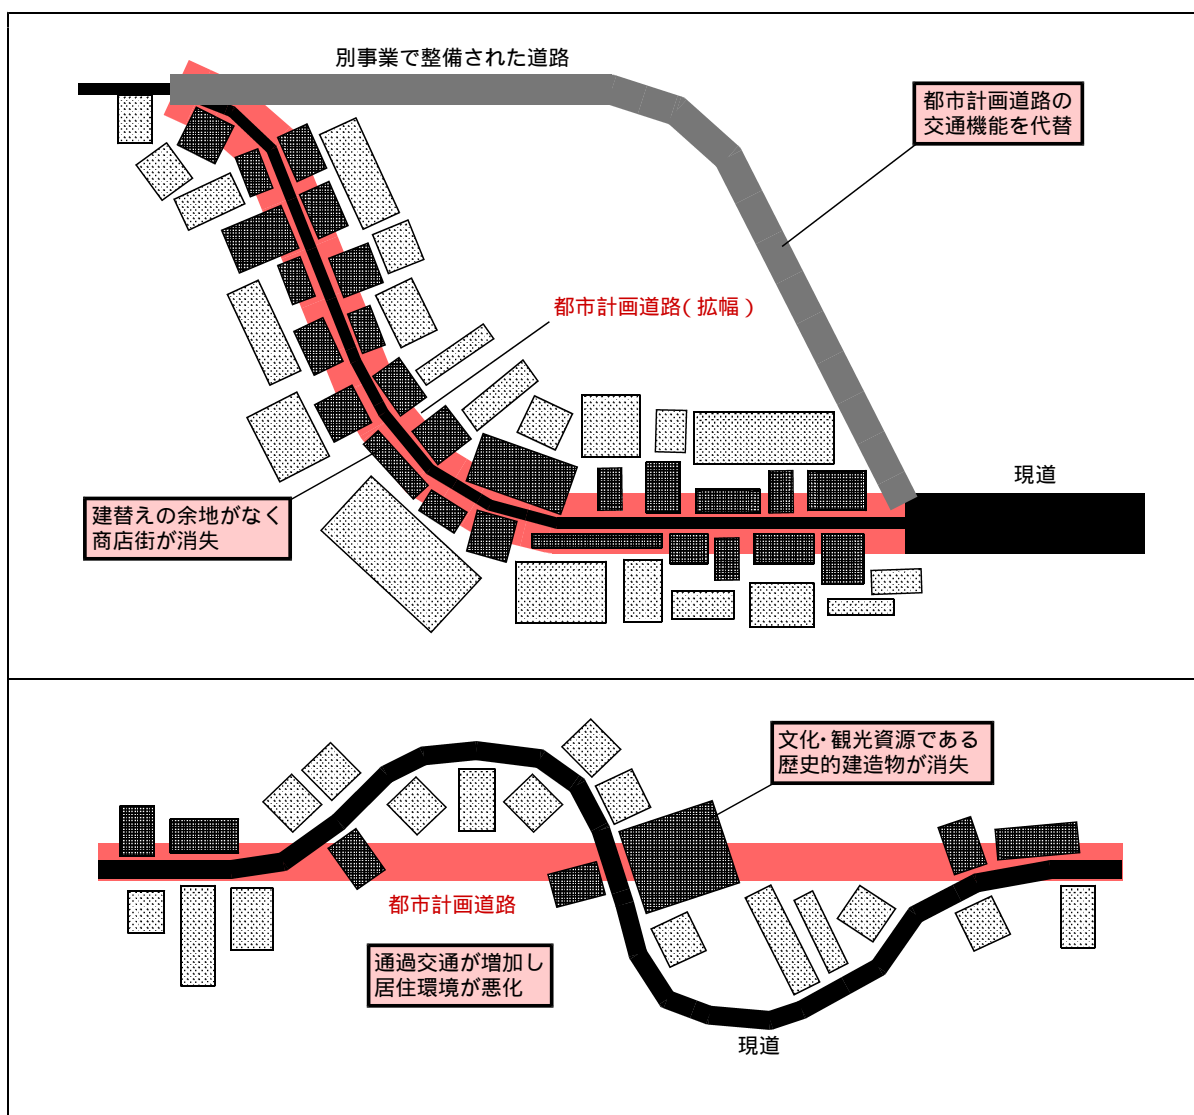 別事業で整備された道路
都市計画道路の
交通機能を代替
都市計画道路(拡幅)
現道
建替えの余地がなく
商店街が消失
文化・観光資源である
歴史的建造物が消失
都市計画道路
通過交通が増加し
居住環境が悪化
現道